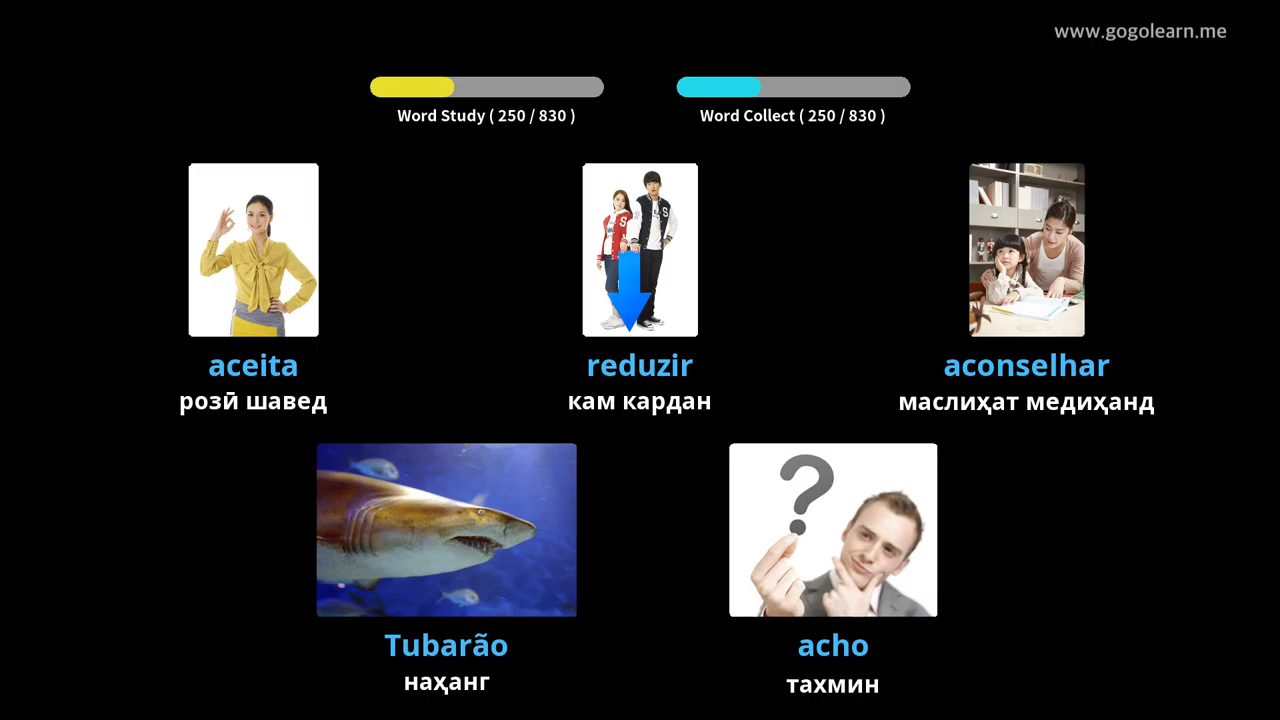 www.gogolearn.me
Word Study ( 250 / 830 )
Word Collect ( 250 / 830 )
aceita
розӣ шавед
reduzir
кам кардан
aconselhar
маслиҳат медиҳанд
Tubarão
наҳанг
acho
тахмин